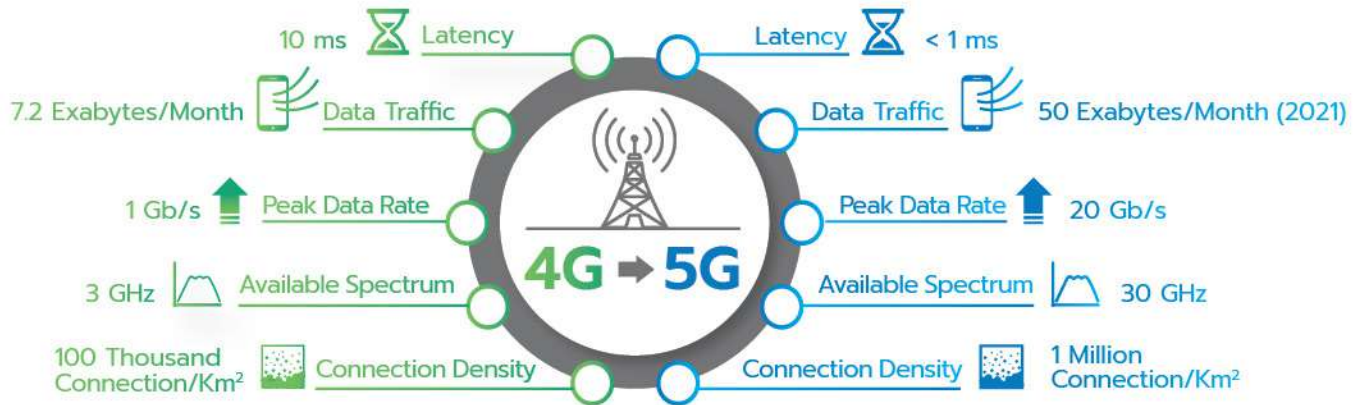 10 ms Latency
Latency < 1 ms
7.2 Exabytes/Month Data Traffic
Data Traffic 50 Exabytes/Month (2021)
1 Gb/s Peak Data Rate
Peak Data Rate 20 Gb/s
4G 5G
3 GHz Available Spectrum
Available Spectrum 30 GHz
100 Thousand
Connection/Km²
Connection Density
Connection Density
1 Million
Connection/Km²